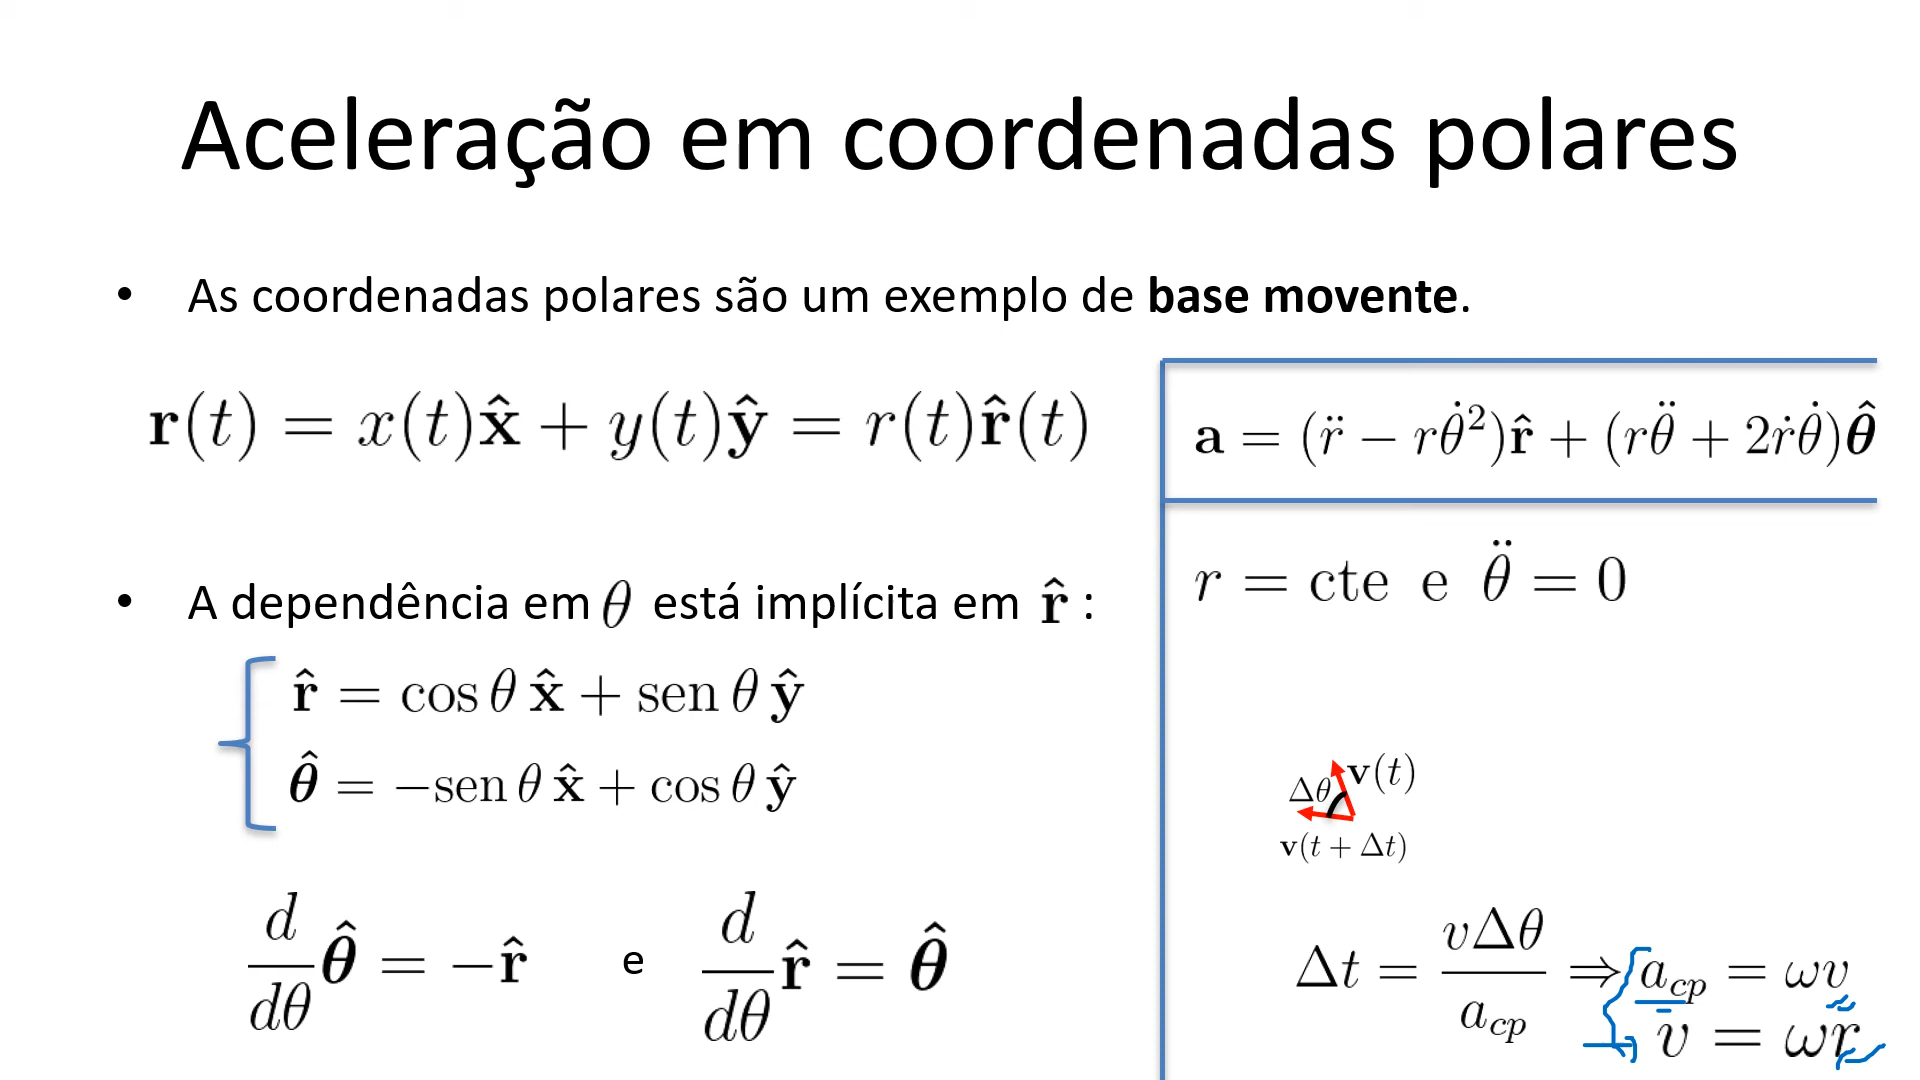 Aceleração em coordenadas polares
• As coordenadas polares são um exemplo de base movente.
𝐫(t) = x(t)𝐱̂ + y(t)𝐲̂ = r(t)𝐫̂(t)
• A dependência em θ está implícita em 𝐫̂ :
𝐫̂ = cos θ 𝐱̂ + sen θ 𝐲̂
𝛉̂ = −sen θ 𝐱̂ + cos θ 𝐲̂
d/dθ 𝛉̂ = −𝐫̂ e d/dθ 𝐫̂ = 𝛉̂
𝐚 = (r̈ − rθ̇²)𝐫̂ + (rθ̈ + 2ṙθ̇)𝛉̂
r = cte e θ̈ = 0
Δθ 𝐯(t)
𝐯(t + Δt)
Δt = vΔθ/a_cp ⇒ a_cp = ωv
v = ωr